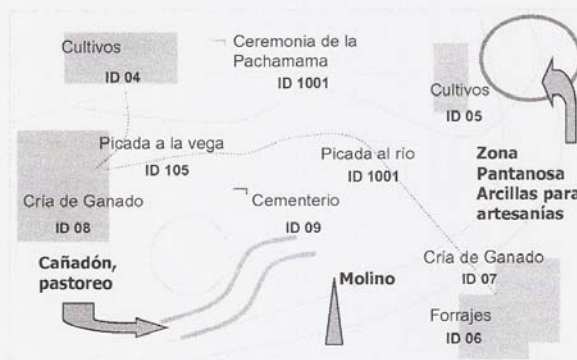 Cultivos
ID 04
Ceremonia de la
Pachamama
ID 1001
Cultivos
ID 05
Picada a la vega
ID 105
Picada al río
ID 1001
Zona
Pantanosa
Arcillas para
artesanías
Cría de Ganado
ID 08
Cementerio
ID 09
Cañadón,
pastoreo
Molino
Cría de Ganado
ID 07
Forrajes
ID 06